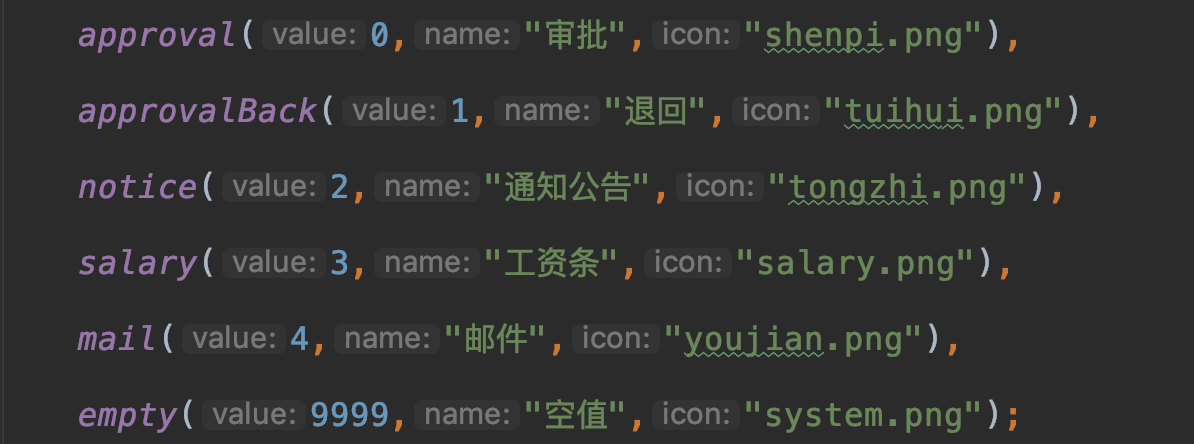 approval( value: 0, name: "审批", icon: "shenpi.png"),
approvalBack( value: 1, name: "退回", icon: "tuihui.png"),
notice( value: 2, name: "通知公告", icon: "tongzhi.png"),
salary( value: 3, name: "工资条", icon: "salary.png"),
mail( value: 4, name: "邮件", icon: "youjian.png"),
empty( value: 9999, name: "空值", icon: "system.png");